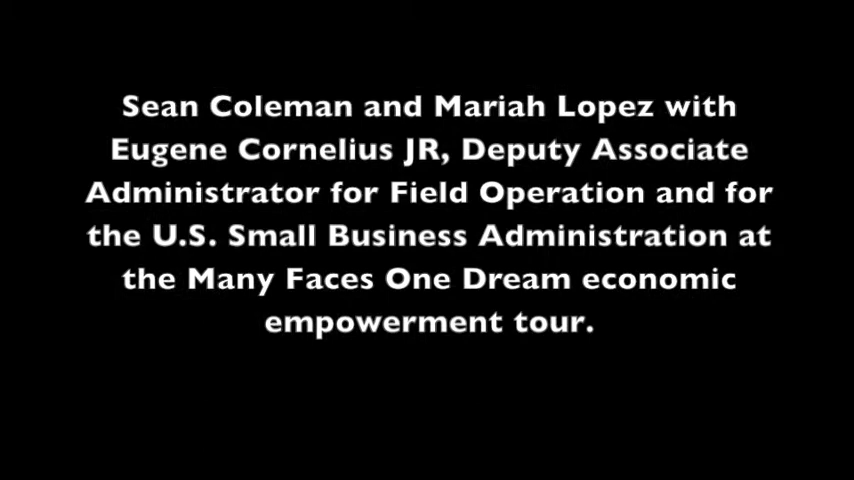 Sean Coleman and Mariah Lopez with
Eugene Cornelius JR, Deputy Associate
Administrator for Field Operation and for
the U.S. Small Business Administration at
the Many Faces One Dream economic
empowerment tour.